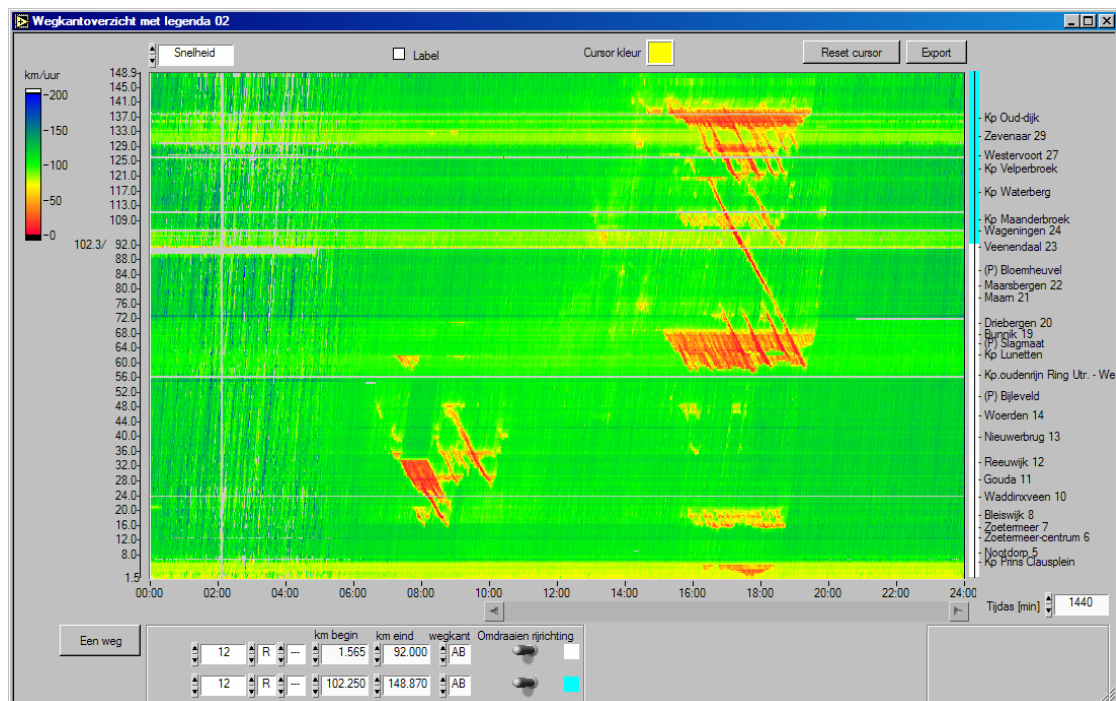 Wegkantoverzicht met legenda 02
Snelheid
Label
Cursor kleur
Reset cursor
Export
km/uur
200
150
100
50
0
148.9
145.0
141.0
137.0
133.0
129.0
125.0
121.0
117.0
113.0
109.0
102.3/ 92.0
88.0
84.0
80.0
76.0
72.0
68.0
64.0
60.0
56.0
52.0
48.0
44.0
40.0
36.0
32.0
28.0
24.0
20.0
16.0
12.0
8.0
1.5
Kp Oud-dijk
Zevenaar 29
Westervoort 27
Kp Velperbroek
Kp Waterberg
Kp Maanderbroek
Wageningen 24
Veenendaal 23
(P) Bloemheuvel
Maarsbergen 22
Maarn 21
Driebergen 20
Bunnik 19
(P) Slagmaat
Kp Lunetten
Kp.oudenrijn Ring Utr. - We
(P) Bijleveld
Woerden 14
Nieuwerbrug 13
Reeuwijk 12
Gouda 11
Waddinxveen 10
Bleiswijk 8
Zoetermeer 7
Zoetermeer-centrum 6
Nootdorp 5
Kp Prins Clausplein
00:00 02:00 04:00 06:00 08:00 10:00 12:00 14:00 16:00 18:00 20:00 22:00 24:00
Tijdas [min] 1440
Een weg
km begin km eind wegkant Omdraaien rijrichting
12 R --- 1.565 92.000 AB
12 R --- 102.250 148.870 AB